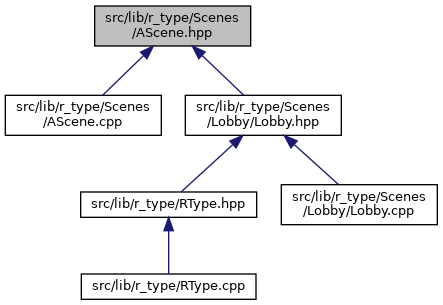 src/lib/r_type/Scenes
/AScene.hpp
src/lib/r_type/Scenes
/AScene.cpp
src/lib/r_type/Scenes
/Lobby/Lobby.hpp
src/lib/r_type/RType.hpp
src/lib/r_type/Scenes
/Lobby/Lobby.cpp
src/lib/r_type/RType.cpp